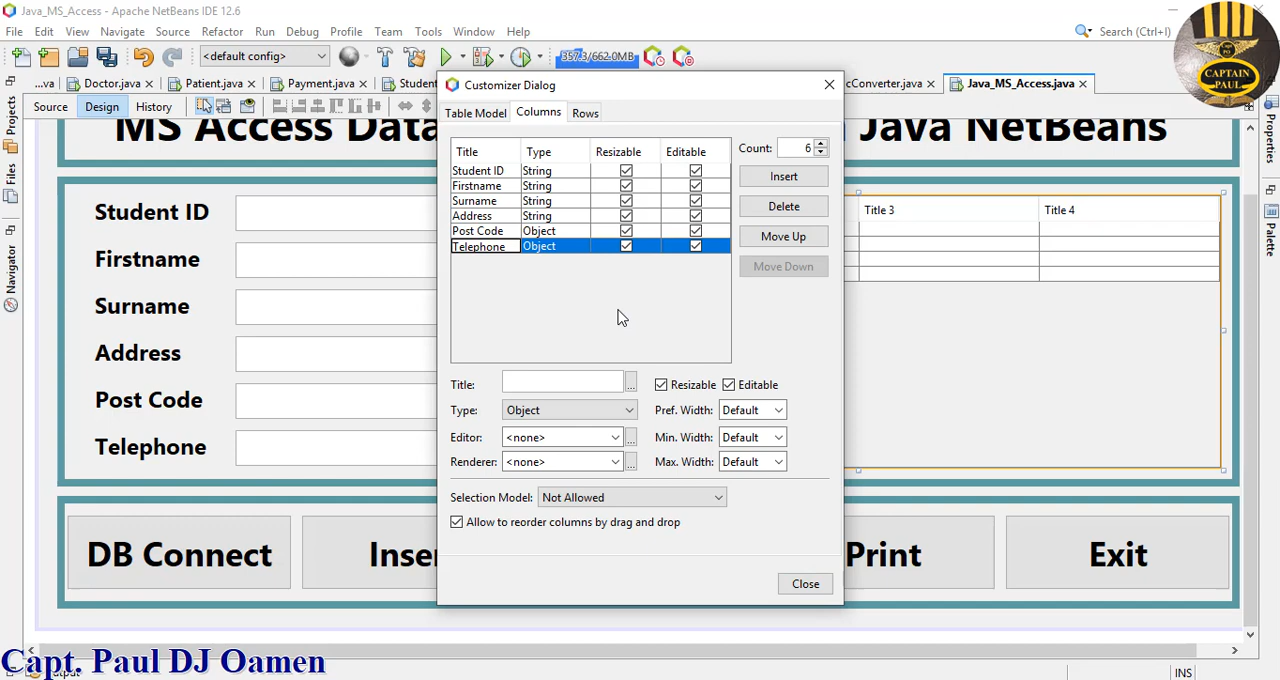 Java_MS_Access - Apache NetBeans IDE 12.6
File Edit View Navigate Source Refactor Run Debug Profile Team Tools Window Help
Search (Ctrl+I)
<default config>
357.3/662.0MB
...va Doctor.java Patient.java Payment.java Student cConverter.java Java_MS_Access.java
CAPTAIN
PAUL
Source Design History
Projects
Files
Navigator
Properties
Palette
MS Access Data
n Java NetBeans
Student ID
Firstname
Surname
Address
Post Code
Telephone
Title 3 Title 4
Customizer Dialog
Table Model Columns Rows
Title Type Resizable Editable
Student ID String
Firstname String
Surname String
Address String
Post Code Object
Telephone Object
Count: 6
Insert
Delete
Move Up
Move Down
Title: ... Resizable Editable
Type: Object Pref. Width: Default
Editor: <none> ... Min. Width: Default
Renderer: <none> ... Max. Width: Default
Selection Model: Not Allowed
Allow to reorder columns by drag and drop
Close
DB Connect Inser Print Exit
Capt. Paul DJ Oamen
INS